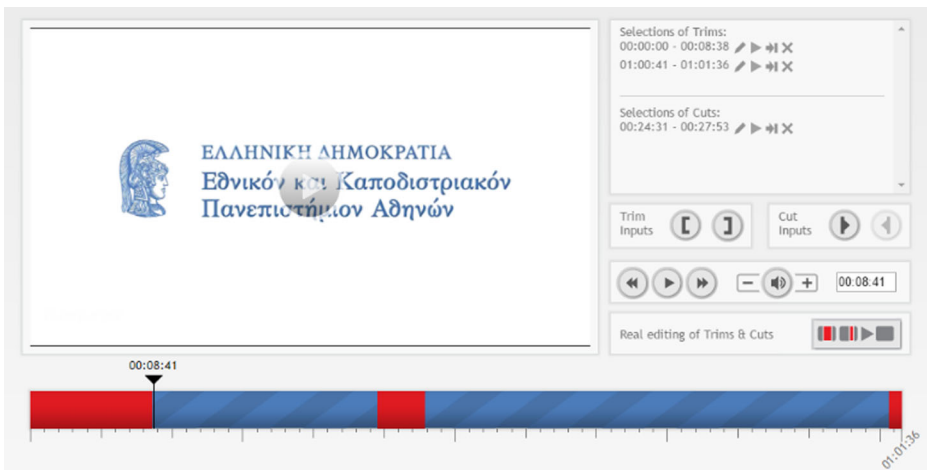 ΕΛΛΗΝΙΚΗ ΔΗΜΟΚΡΑΤΙΑ
Εθνικόν και Καποδιστριακόν
Πανεπιστήμιον Αθηνών
Selections of Trims:
00:00:00 - 00:08:38
01:00:41 - 01:01:36
Selections of Cuts:
00:24:31 - 00:27:53
Trim
Inputs
Cut
Inputs
00:08:41
Real editing of Trims & Cuts
00:08:41
01:01:36